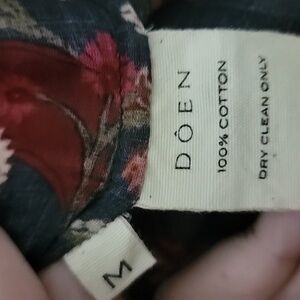 DÔEN
100% COTTON
DRY CLEAN ONLY
M